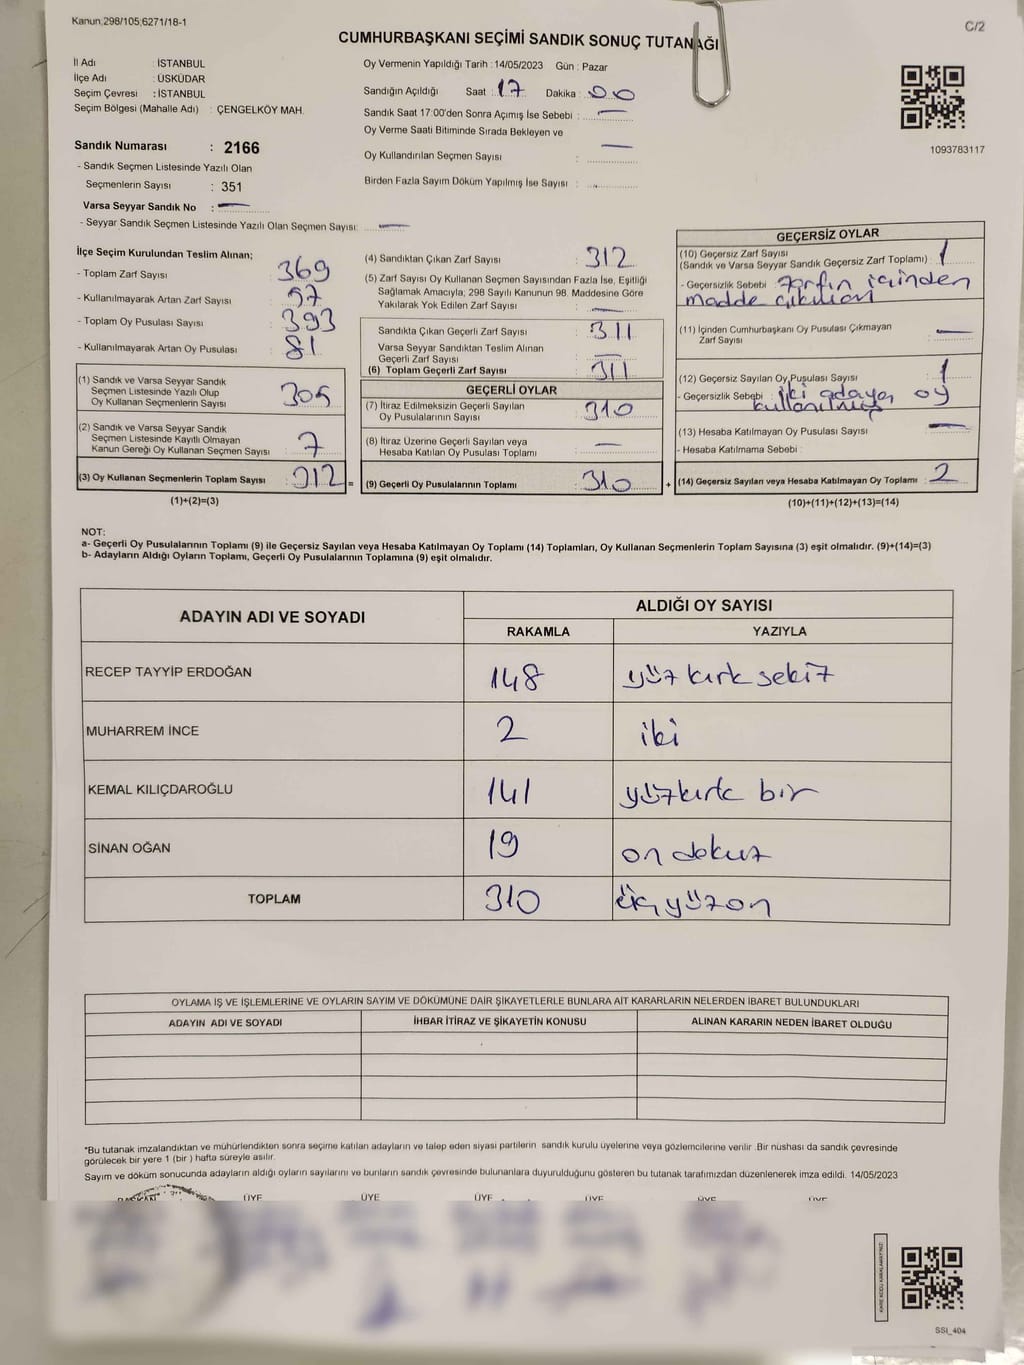 Kanun,298/105;6271/18-1
C/2
CUMHURBAŞKANI SEÇİMİ SANDIK SONUÇ TUTANAĞI
İl Adı : İSTANBUL
İlçe Adı : ÜSKÜDAR
Seçim Çevresi : İSTANBUL
Seçim Bölgesi (Mahalle Adı) : ÇENGELKÖY MAH.
Sandık Numarası : 2166
- Sandık Seçmen Listesinde Yazılı Olan
Seçmenlerin Sayısı : 351
Varsa Seyyar Sandık No : —
- Seyyar Sandık Seçmen Listesinde Yazılı Olan Seçmen Sayısı: —
Oy Vermenin Yapıldığı Tarih :14/05/2023 Gün : Pazar
Sandığın Açıldığı Saat : 17 Dakika : 00
Sandık Saat 17:00'den Sonra Açımış İse Sebebi : —
Oy Verme Saati Bitiminde Sırada Bekleyen ve
Oy Kullandırılan Seçmen Sayısı : —
Birden Fazla Sayım Döküm Yapılmış İse Sayısı :
1093783117
İlçe Seçim Kurulundan Teslim Alınan;
- Toplam Zarf Sayısı 369
- Kullanılmayarak Artan Zarf Sayısı : 57
- Toplam Oy Pusulası Sayısı : 393
- Kullanılmayarak Artan Oy Pusulası : 81
(1) Sandık ve Varsa Seyyar Sandık
Seçmen Listesinde Yazılı Olup
Oy Kullanan Seçmenlerin Sayısı : 305
(2) Sandık ve Varsa Seyyar Sandık
Seçmen Listesinde Kayıtlı Olmayan
Kanun Gereği Oy Kullanan Seçmen Sayısı : 7
(3) Oy Kullanan Seçmenlerin Toplam Sayısı : 312 =
(1)+(2)=(3)
(4) Sandıktan Çıkan Zarf Sayısı : 312
(5) Zarf Sayısı Oy Kullanan Seçmen Sayısından Fazla İse, Eşitliği
Sağlamak Amacıyla; 298 Sayılı Kanunun 98. Maddesine Göre
Yakılarak Yok Edilen Zarf Sayısı : —
Sandıkta Çıkan Geçerli Zarf Sayısı : 311
Varsa Seyyar Sandıktan Teslim Alınan
Geçerli Zarf Sayısı : —
(6) Toplam Geçerli Zarf Sayısı : 311
GEÇERLİ OYLAR
(7) İtiraz Edilmeksizin Geçerli Sayılan
Oy Pusulalarının Sayısı : 310
(8) İtiraz Üzerine Geçerli Sayılan veya
Hesaba Katılan Oy Pusulası Toplamı : —
(9) Geçerli Oy Pusulalarının Toplamı : 310 +
GEÇERSİZ OYLAR
(10) Geçersiz Zarf Sayısı
(Sandık ve Varsa Seyyar Sandık Geçersiz Zarf Toplamı) : 1
- Geçersizlik Sebebi : zarfın içinden
madde
(11) İçinden Cumhurbaşkanı Oy Pusulası Çıkmayan
Zarf Sayısı : —
(12) Geçersiz Sayılan Oy Pusulası Sayısı : 1
- Geçersizlik Sebebi : iki adaya oy
kullanılmış
(13) Hesaba Katılmayan Oy Pusulası Sayısı : —
- Hesaba Katılmama Sebebi :
(14) Geçersiz Sayılan veya Hesaba Katılmayan Oy Toplamı : 2
(10)+(11)+(12)+(13)=(14)
NOT:
a- Geçerli Oy Pusulalarının Toplamı (9) ile Geçersiz Sayılan veya Hesaba Katılmayan Oy Toplamı (14) Toplamları, Oy Kullanan Seçmenlerin Toplam Sayısına (3) eşit olmalıdır. (9)+(14)=(3)
b- Adayların Aldığı Oyların Toplamı, Geçerli Oy Pusulalarının Toplamına (9) eşit olmalıdır.
ADAYIN ADI VE SOYADI
ALDIĞI OY SAYISI
RAKAMLA YAZIYLA
RECEP TAYYİP ERDOĞAN 148 yüz kırk sekiz
MUHARREM İNCE 2 iki
KEMAL KILIÇDAROĞLU 141 yüzkırk bir
SİNAN OĞAN 19 on dokuz
TOPLAM 310 üçyüzon
OYLAMA İŞ VE İŞLEMLERİNE VE OYLARIN SAYIM VE DÖKÜMÜNE DAİR ŞİKAYETLERLE BUNLARA AİT KARARLARIN NELERDEN İBARET BULUNDUKLARI
ADAYIN ADI VE SOYADI İHBAR İTİRAZ VE ŞİKAYETİN KONUSU ALINAN KARARIN NEDEN İBARET OLDUĞU
*Bu tutanak imzalandıktan ve mühürlendikten sonra seçime katılan adayların ve talep eden siyasi partilerin sandık kurulu üyelerine veya gözlemcilerine verilir .Bir nüshası da sandık çevresinde
görülecek bir yere 1 (bir ) hafta süreyle asılır.
Sayım ve döküm sonucunda adayların aldığı oyların sayılarını ve bunların sandık çevresinde bulunanlara duyurulduğunu gösteren bu tutanak tarafımızdan düzenlenerek imza edildi. 14/05/2023
ÜYE ÜYE ÜYE ÜYE ÜYE ÜYE
SSI_404